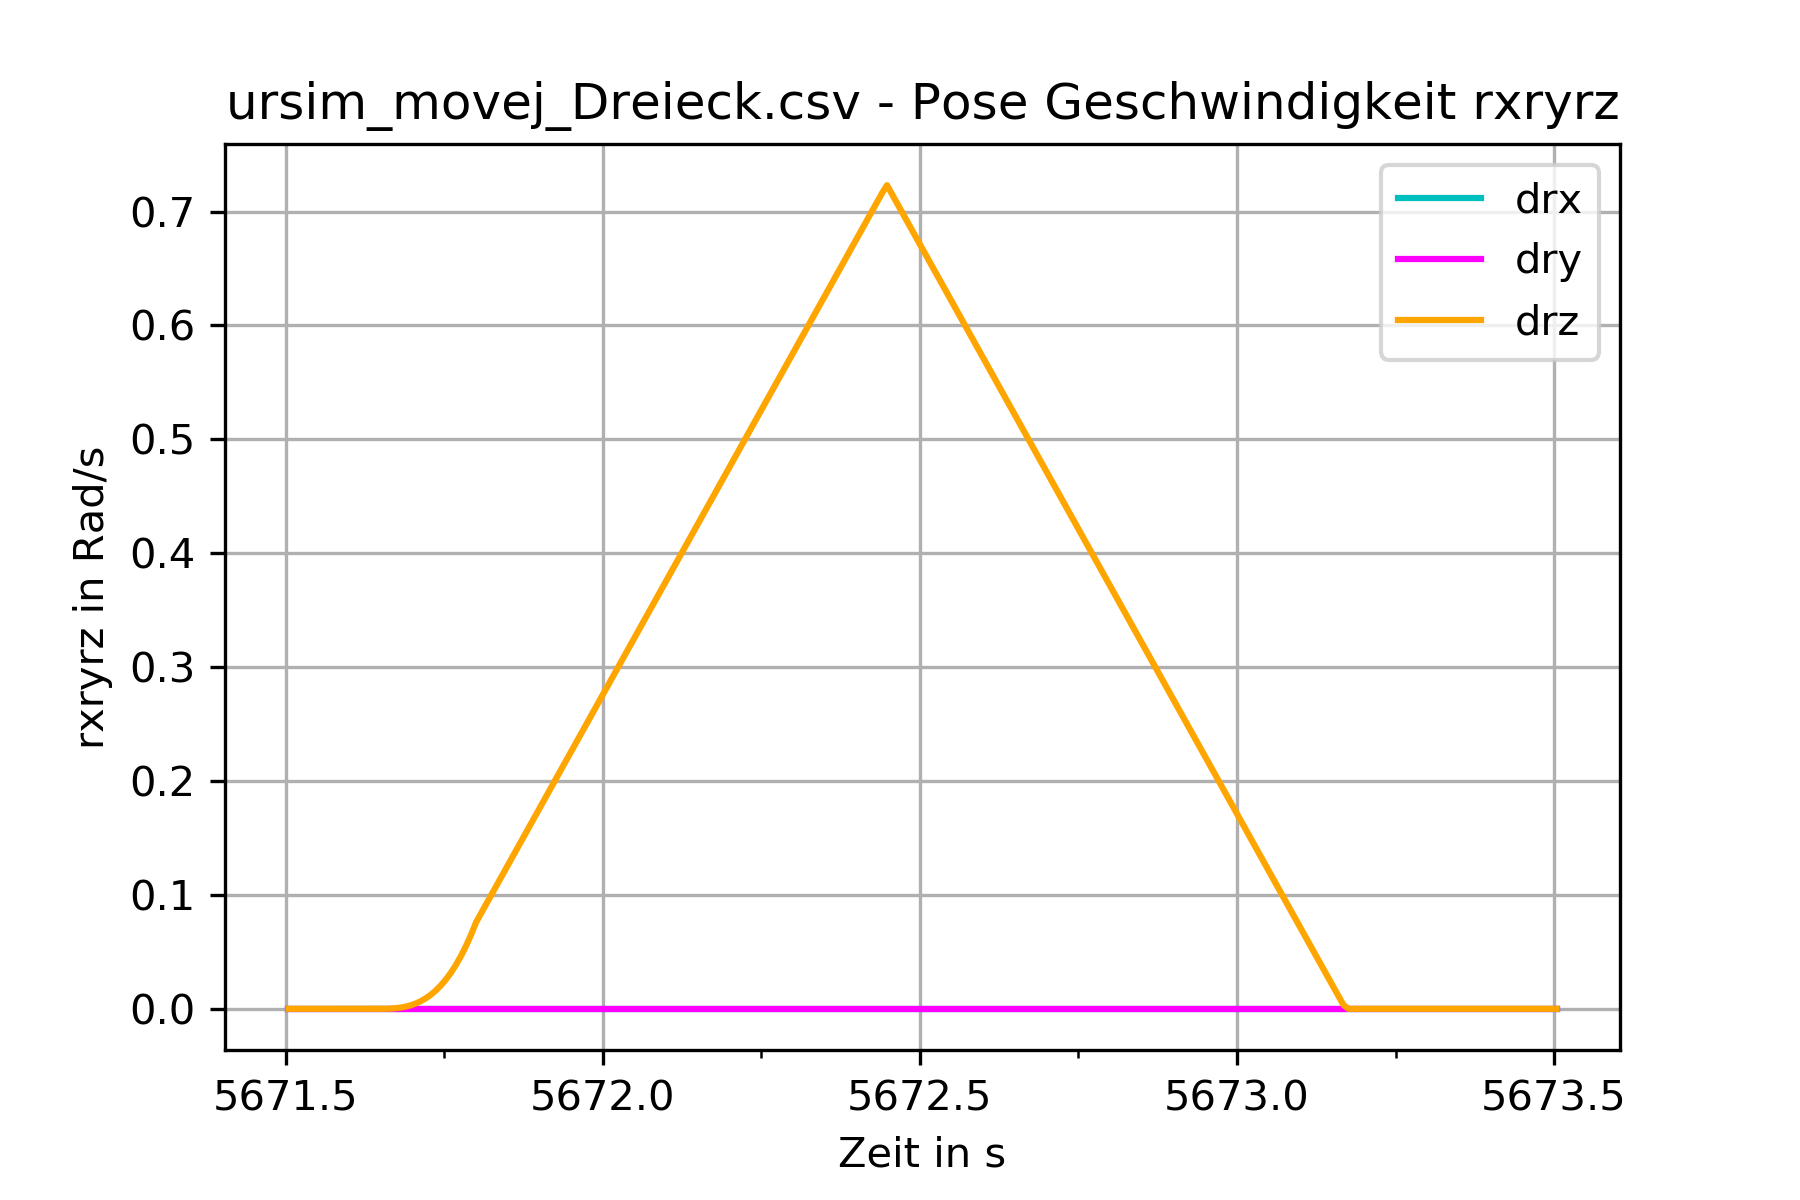 ursim_movej_Dreieck.csv - Pose Geschwindigkeit rxryrz
drx
dry
drz
rxryrz in Rad/s
0.7
0.6
0.5
0.4
0.3
0.2
0.1
0.0
5671.5 5672.0 5672.5 5673.0 5673.5
Zeit in s